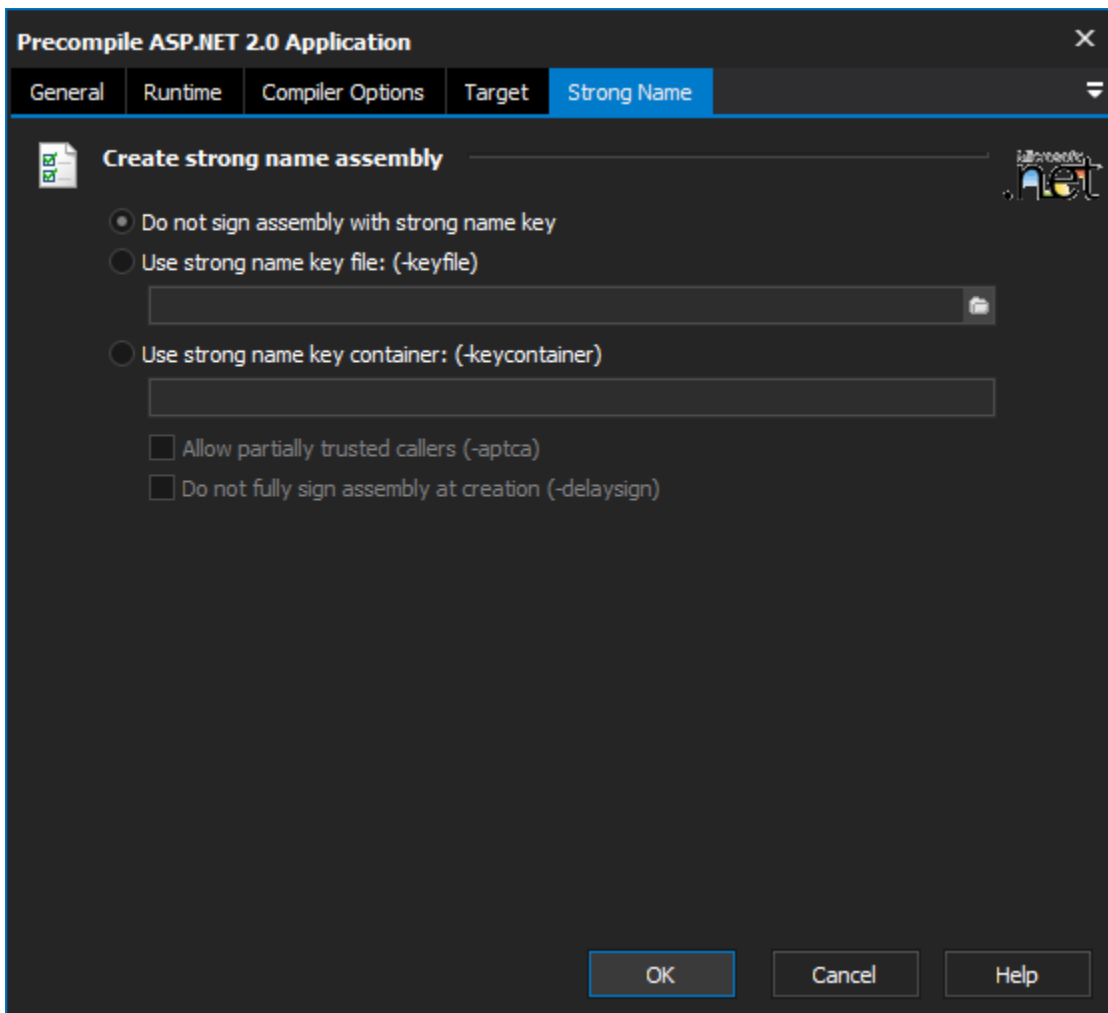 Precompile ASP.NET 2.0 Application
General Runtime Compiler Options Target Strong Name
Create strong name assembly
Microsoft
.net
Do not sign assembly with strong name key
Use strong name key file: (-keyfile)
Use strong name key container: (-keycontainer)
Allow partially trusted callers (-aptca)
Do not fully sign assembly at creation (-delaysign)
OK Cancel Help